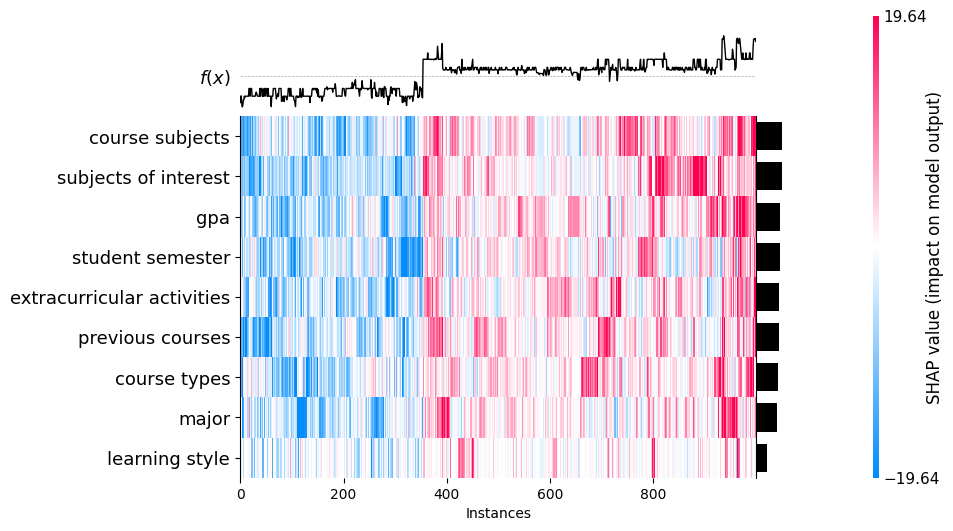 19.64
f(x)
course subjects
subjects of interest
gpa
student semester
extracurricular activities
previous courses
course types
major
learning style
0
200
400
600
800
Instances
−19.64
SHAP value (impact on model output)